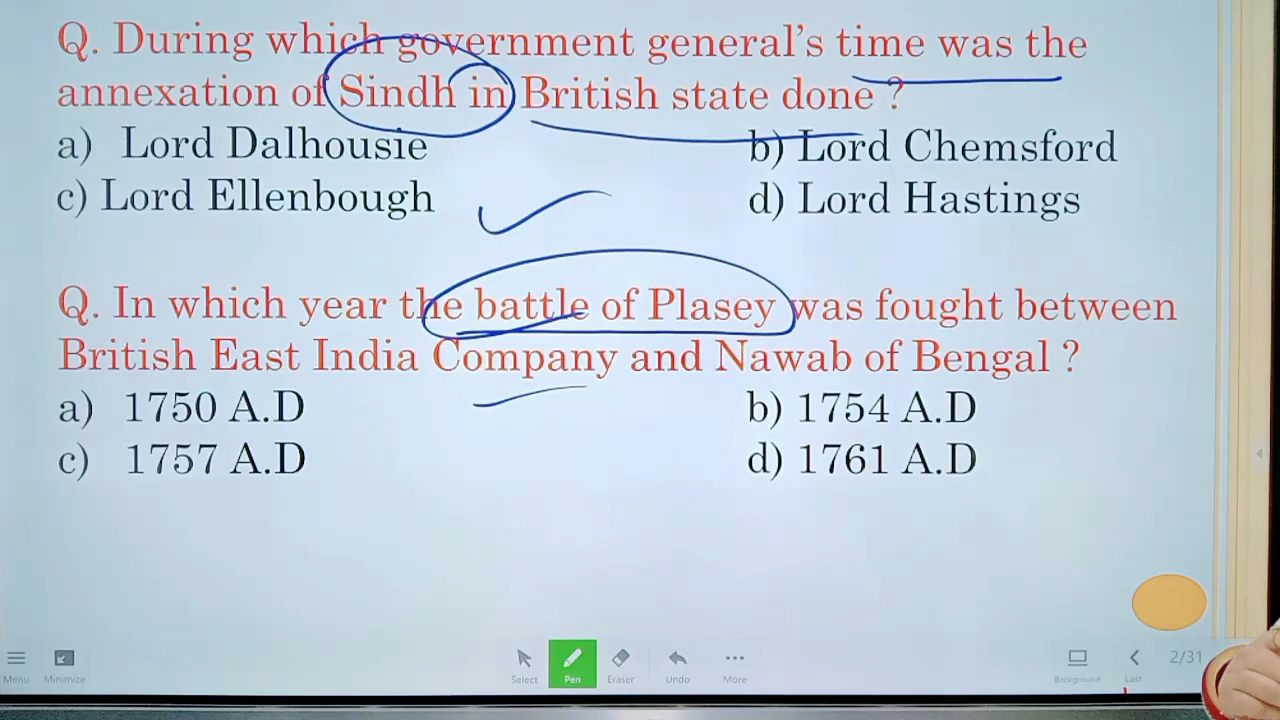 Q. During which government general's time was the
annexation of Sindh in British state done ?
a) Lord Dalhousie b) Lord Chemsford
c) Lord Ellenbough d) Lord Hastings
Q. In which year the battle of Plasey was fought between
British East India Company and Nawab of Bengal ?
a) 1750 A.D b) 1754 A.D
c) 1757 A.D d) 1761 A.D
Menu Minimize Select Pen Eraser Undo More Background Last 2/31